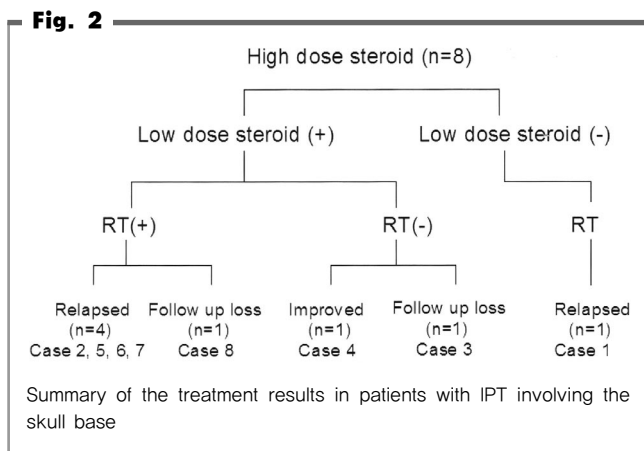 Fig. 2
High dose steroid (n=8)
Low dose steroid (+) Low dose steroid (-)
RT(+) RT(-) RT
Relapsed Follow up loss Improved Follow up loss Relapsed
(n=4) (n=1) (n=1) (n=1) (n=1)
Case 2, 5, 6, 7 Case 8 Case 4 Case 3 Case 1
Summary of the treatment results in patients with IPT involving the
skull base